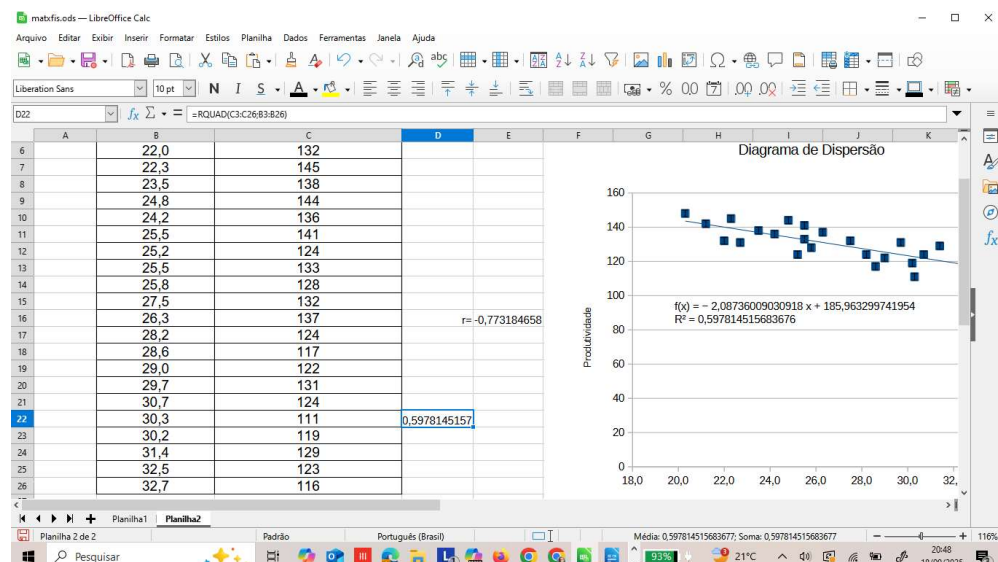 matxfis.ods — LibreOffice Calc
Arquivo Editar Exibir Inserir Formatar Estilos Planilha Dados Ferramentas Janela Ajuda
Liberation Sans 10 pt N I S
D22 fx Σ = =RQUAD(C3:C26;B3:B26)
A B C D E F G H I J K
6 22,0 132
7 22,3 145
8 23,5 138
9 24,8 144
10 24,2 136
11 25,5 141
12 25,2 124
13 25,5 133
14 25,8 128
15 27,5 132
16 26,3 137 r= -0,773184658
17 28,2 124
18 28,6 117
19 29,0 122
20 29,7 131
21 30,7 124
22 30,3 111 0,5978145157
23 30,2 119
24 31,4 129
25 32,5 123
26 32,7 116
Diagrama de Dispersão
160
140
120
100
80
60
40
20
0
Produtividade
f(x) = − 2,08736009030918 x + 185,963299741954
R² = 0,597814515683676
18,0 20,0 22,0 24,0 26,0 28,0 30,0 32,
Planilha1 Planilha2
Planilha 2 de 2 Padrão Português (Brasil) Média: 0,597814515683677; Soma: 0,597814515683677 116%
Pesquisar 93% 21°C 20:48